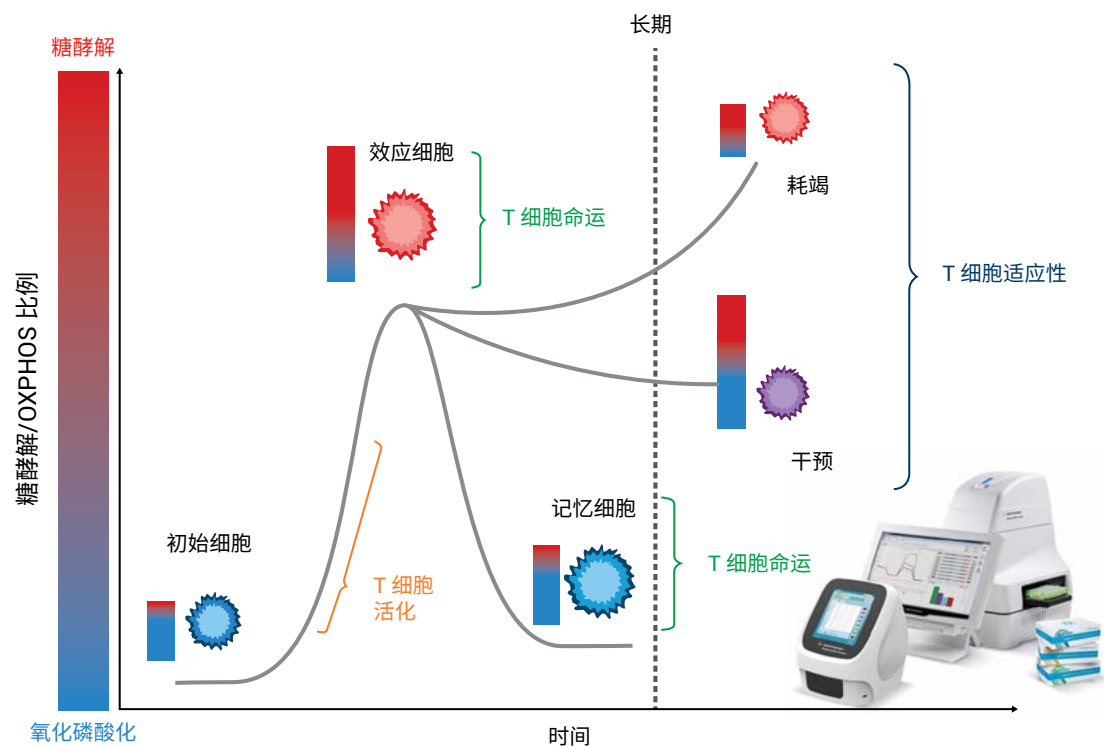 长期
糖酵解
效应细胞
T 细胞命运
耗竭
T 细胞适应性
糖酵解/OXPHOS 比例
干预
记忆细胞
初始细胞
T 细胞命运
T 细胞
活化
氧化磷酸化
时间